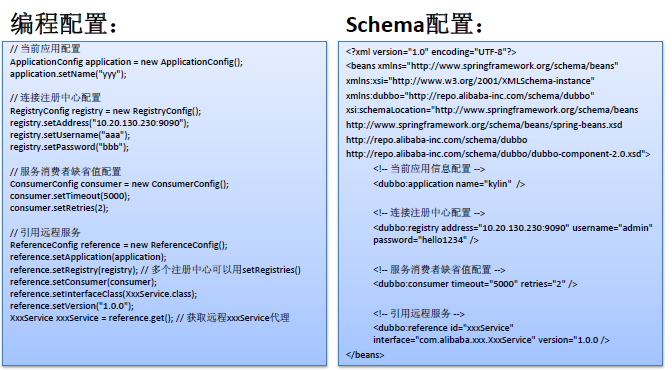 编程配置：
// 当前应用配置
ApplicationConfig application = new ApplicationConfig();
application.setName("yyy");
// 连接注册中心配置
RegistryConfig registry = new RegistryConfig();
registry.setAddress("10.20.130.230:9090");
registry.setUsername("aaa");
registry.setPassword("bbb");
// 服务消费者缺省值配置
ConsumerConfig consumer = new ConsumerConfig();
consumer.setTimeout(5000);
consumer.setRetries(2);
// 引用远程服务
ReferenceConfig reference = new ReferenceConfig();
reference.setApplication(application);
reference.setRegistry(registry); // 多个注册中心可以用setRegistries()
reference.setConsumer(consumer);
reference.setInterfaceClass(XxxService.class);
reference.setVersion("1.0.0");
XxxService xxxService = reference.get(); // 获取远程xxxService代理
Schema配置：
<?xml version="1.0" encoding="UTF-8"?>
<beans xmlns="http://www.springframework.org/schema/beans"
xmlns:xsi="http://www.w3.org/2001/XMLSchema-instance"
xmlns:dubbo="http://repo.alibaba-inc.com/schema/dubbo"
xsi:schemaLocation="http://www.springframework.org/schema/beans
http://www.springframework.org/schema/beans/spring-beans.xsd
http://repo.alibaba-inc.com/schema/dubbo
http://repo.alibaba-inc.com/schema/dubbo/dubbo-component-2.0.xsd">
<!-- 当前应用信息配置 -->
<dubbo:application name="kylin" />
<!-- 连接注册中心配置 -->
<dubbo:registry address="10.20.130.230:9090" username="admin"
password="hello1234" />
<!-- 服务消费者缺省值配置 -->
<dubbo:consumer timeout="5000" retries="2" />
<!-- 引用远程服务 -->
<dubbo:reference id="xxxService"
interface="com.alibaba.xxx.XxxService" version="1.0.0 />
</beans>